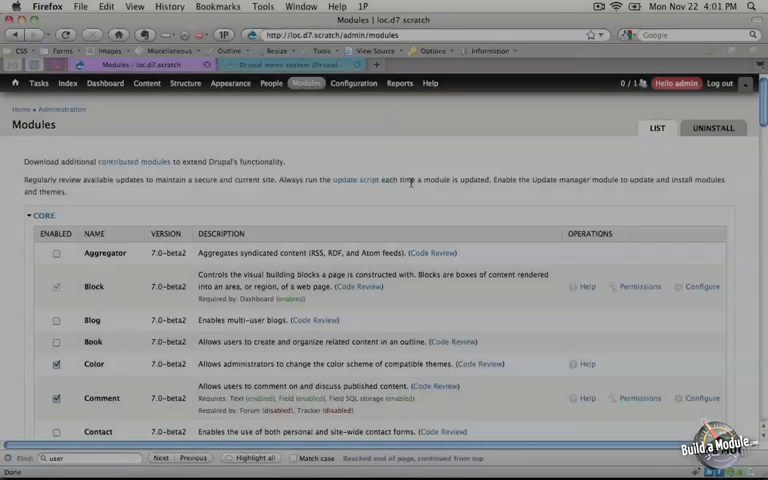 Firefox File Edit View History Bookmarks Tools Window Help 1P Mon Nov 22 4:01 PM
Modules | loc.d7.scratch
1P http://loc.d7.scratch/admin/modules Google
CSS Forms Images Miscellaneous Outline Resize Tools View Source Options Information
Modules | loc.d7.scratch Drupal menu system (Drupal...
Tasks Index Dashboard Content Structure Appearance People Modules Configuration Reports Help 0 / 1 Hello admin Log out
Home » Administration
Modules
LIST UNINSTALL
Download additional contributed modules to extend Drupal's functionality.
Regularly review available updates to maintain a secure and current site. Always run the update script each time a module is updated. Enable the Update manager module to update and install modules
and themes.
CORE
ENABLED NAME VERSION DESCRIPTION OPERATIONS
Aggregator 7.0-beta2 Aggregates syndicated content (RSS, RDF, and Atom feeds). (Code Review)
Controls the visual building blocks a page is constructed with. Blocks are boxes of content rendered
Block 7.0-beta2 into an area, or region, of a web page. (Code Review) Help Permissions Configure
Required by: Dashboard (enabled)
Blog 7.0-beta2 Enables multi-user blogs. (Code Review)
Book 7.0-beta2 Allows users to create and organize related content in an outline. (Code Review)
Color 7.0-beta2 Allows administrators to change the color scheme of compatible themes. (Code Review) Help
Allows users to comment on and discuss published content. (Code Review)
Comment 7.0-beta2 Requires: Text (enabled), Field (enabled), Field SQL storage (enabled) Help Permissions Configure
Required by: Forum (disabled), Tracker (disabled)
Contact 7.0-beta2 Enables the use of both personal and site-wide contact forms. (Code Review)
Build a Module.com
Find: user Next Previous Highlight all Match case Reached end of page, continued from top
Done